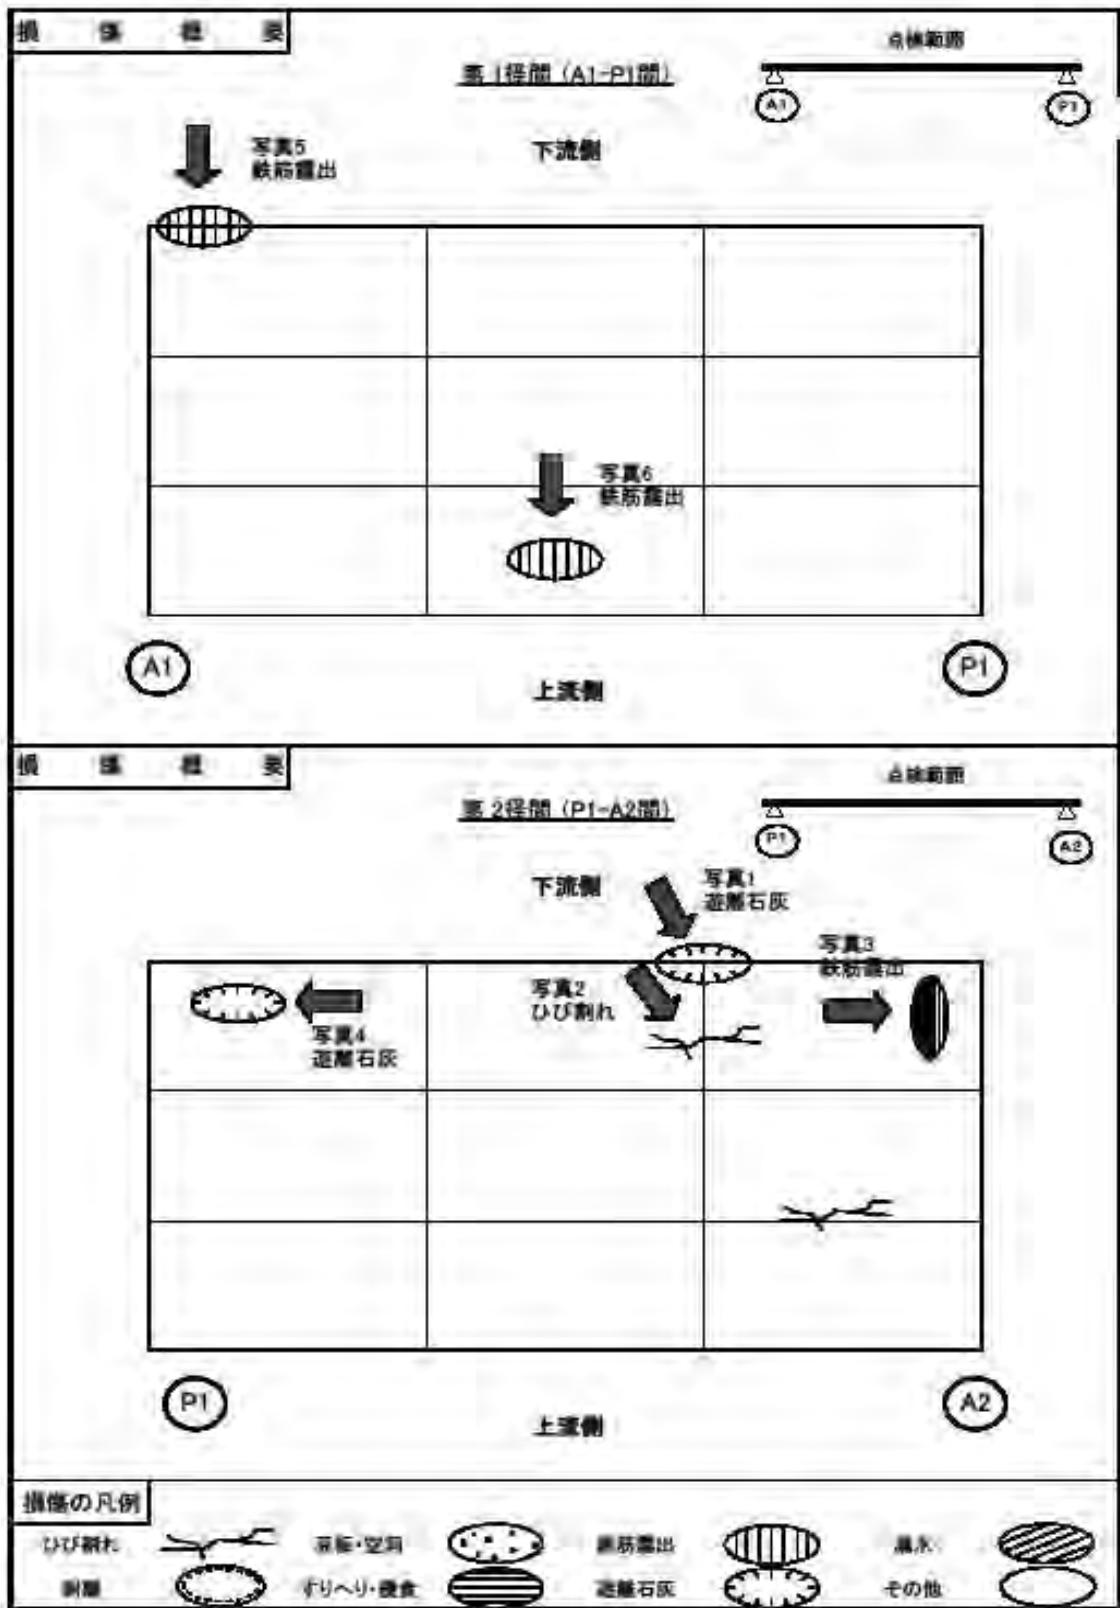 損傷概要
点検範囲
第1径間（A1-P1間）
A1
P1
写真5
鉄筋露出
下流側
写真6
鉄筋露出
A1
P1
上流側
損傷概要
点検範囲
第2径間（P1-A2間）
P1
A2
下流側
写真1
遊離石灰
写真3
鉄筋露出
写真2
ひび割れ
写真4
遊離石灰
P1
A2
上流側
損傷の凡例
ひび割れ
鉄筋露出
漏水
剥離
すりへり・侵食
遊離石灰
その他